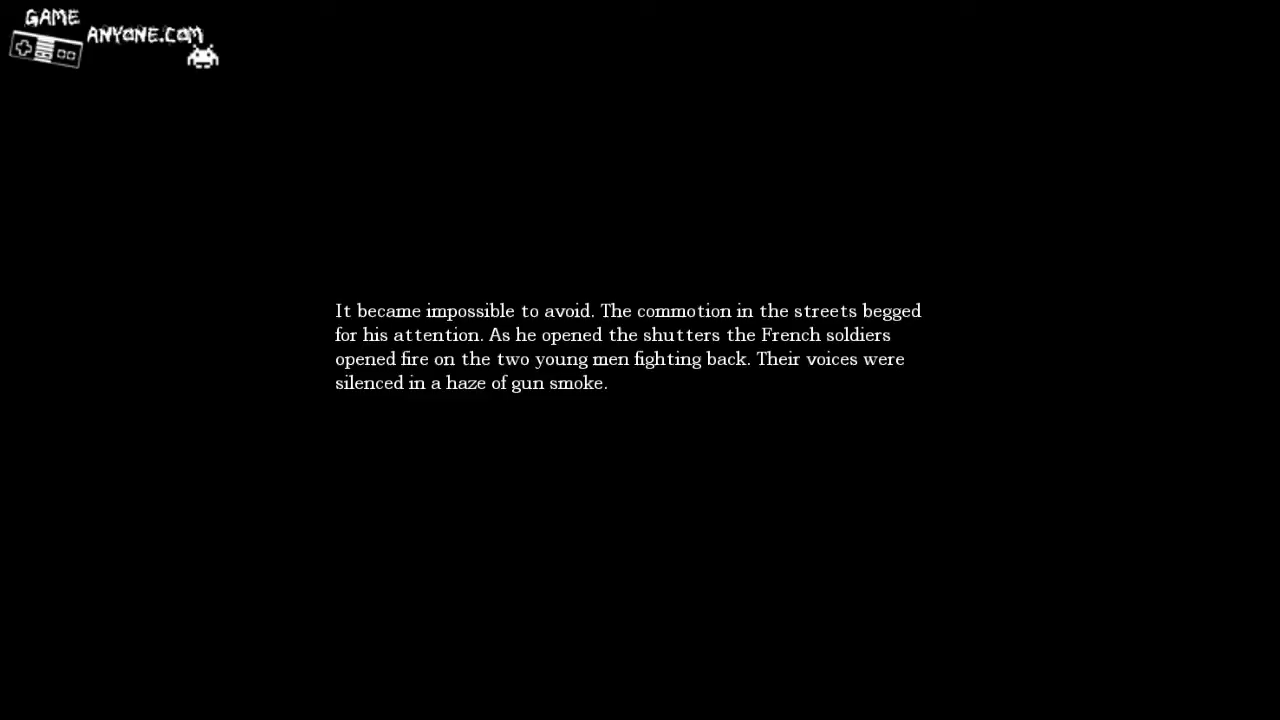 GAME
ANYONE.COM
It became impossible to avoid. The commotion in the streets begged
for his attention. As he opened the shutters the French soldiers
opened fire on the two young men fighting back. Their voices were
silenced in a haze of gun smoke.